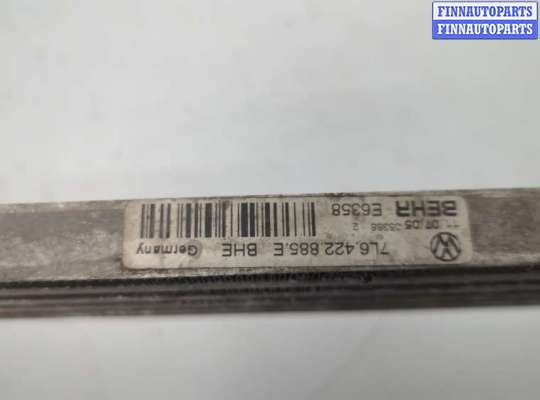 FINNAUTOPARTS
FINNAUTOPARTS
7L6.422 885.E BHE
Germany
BEHR E6358